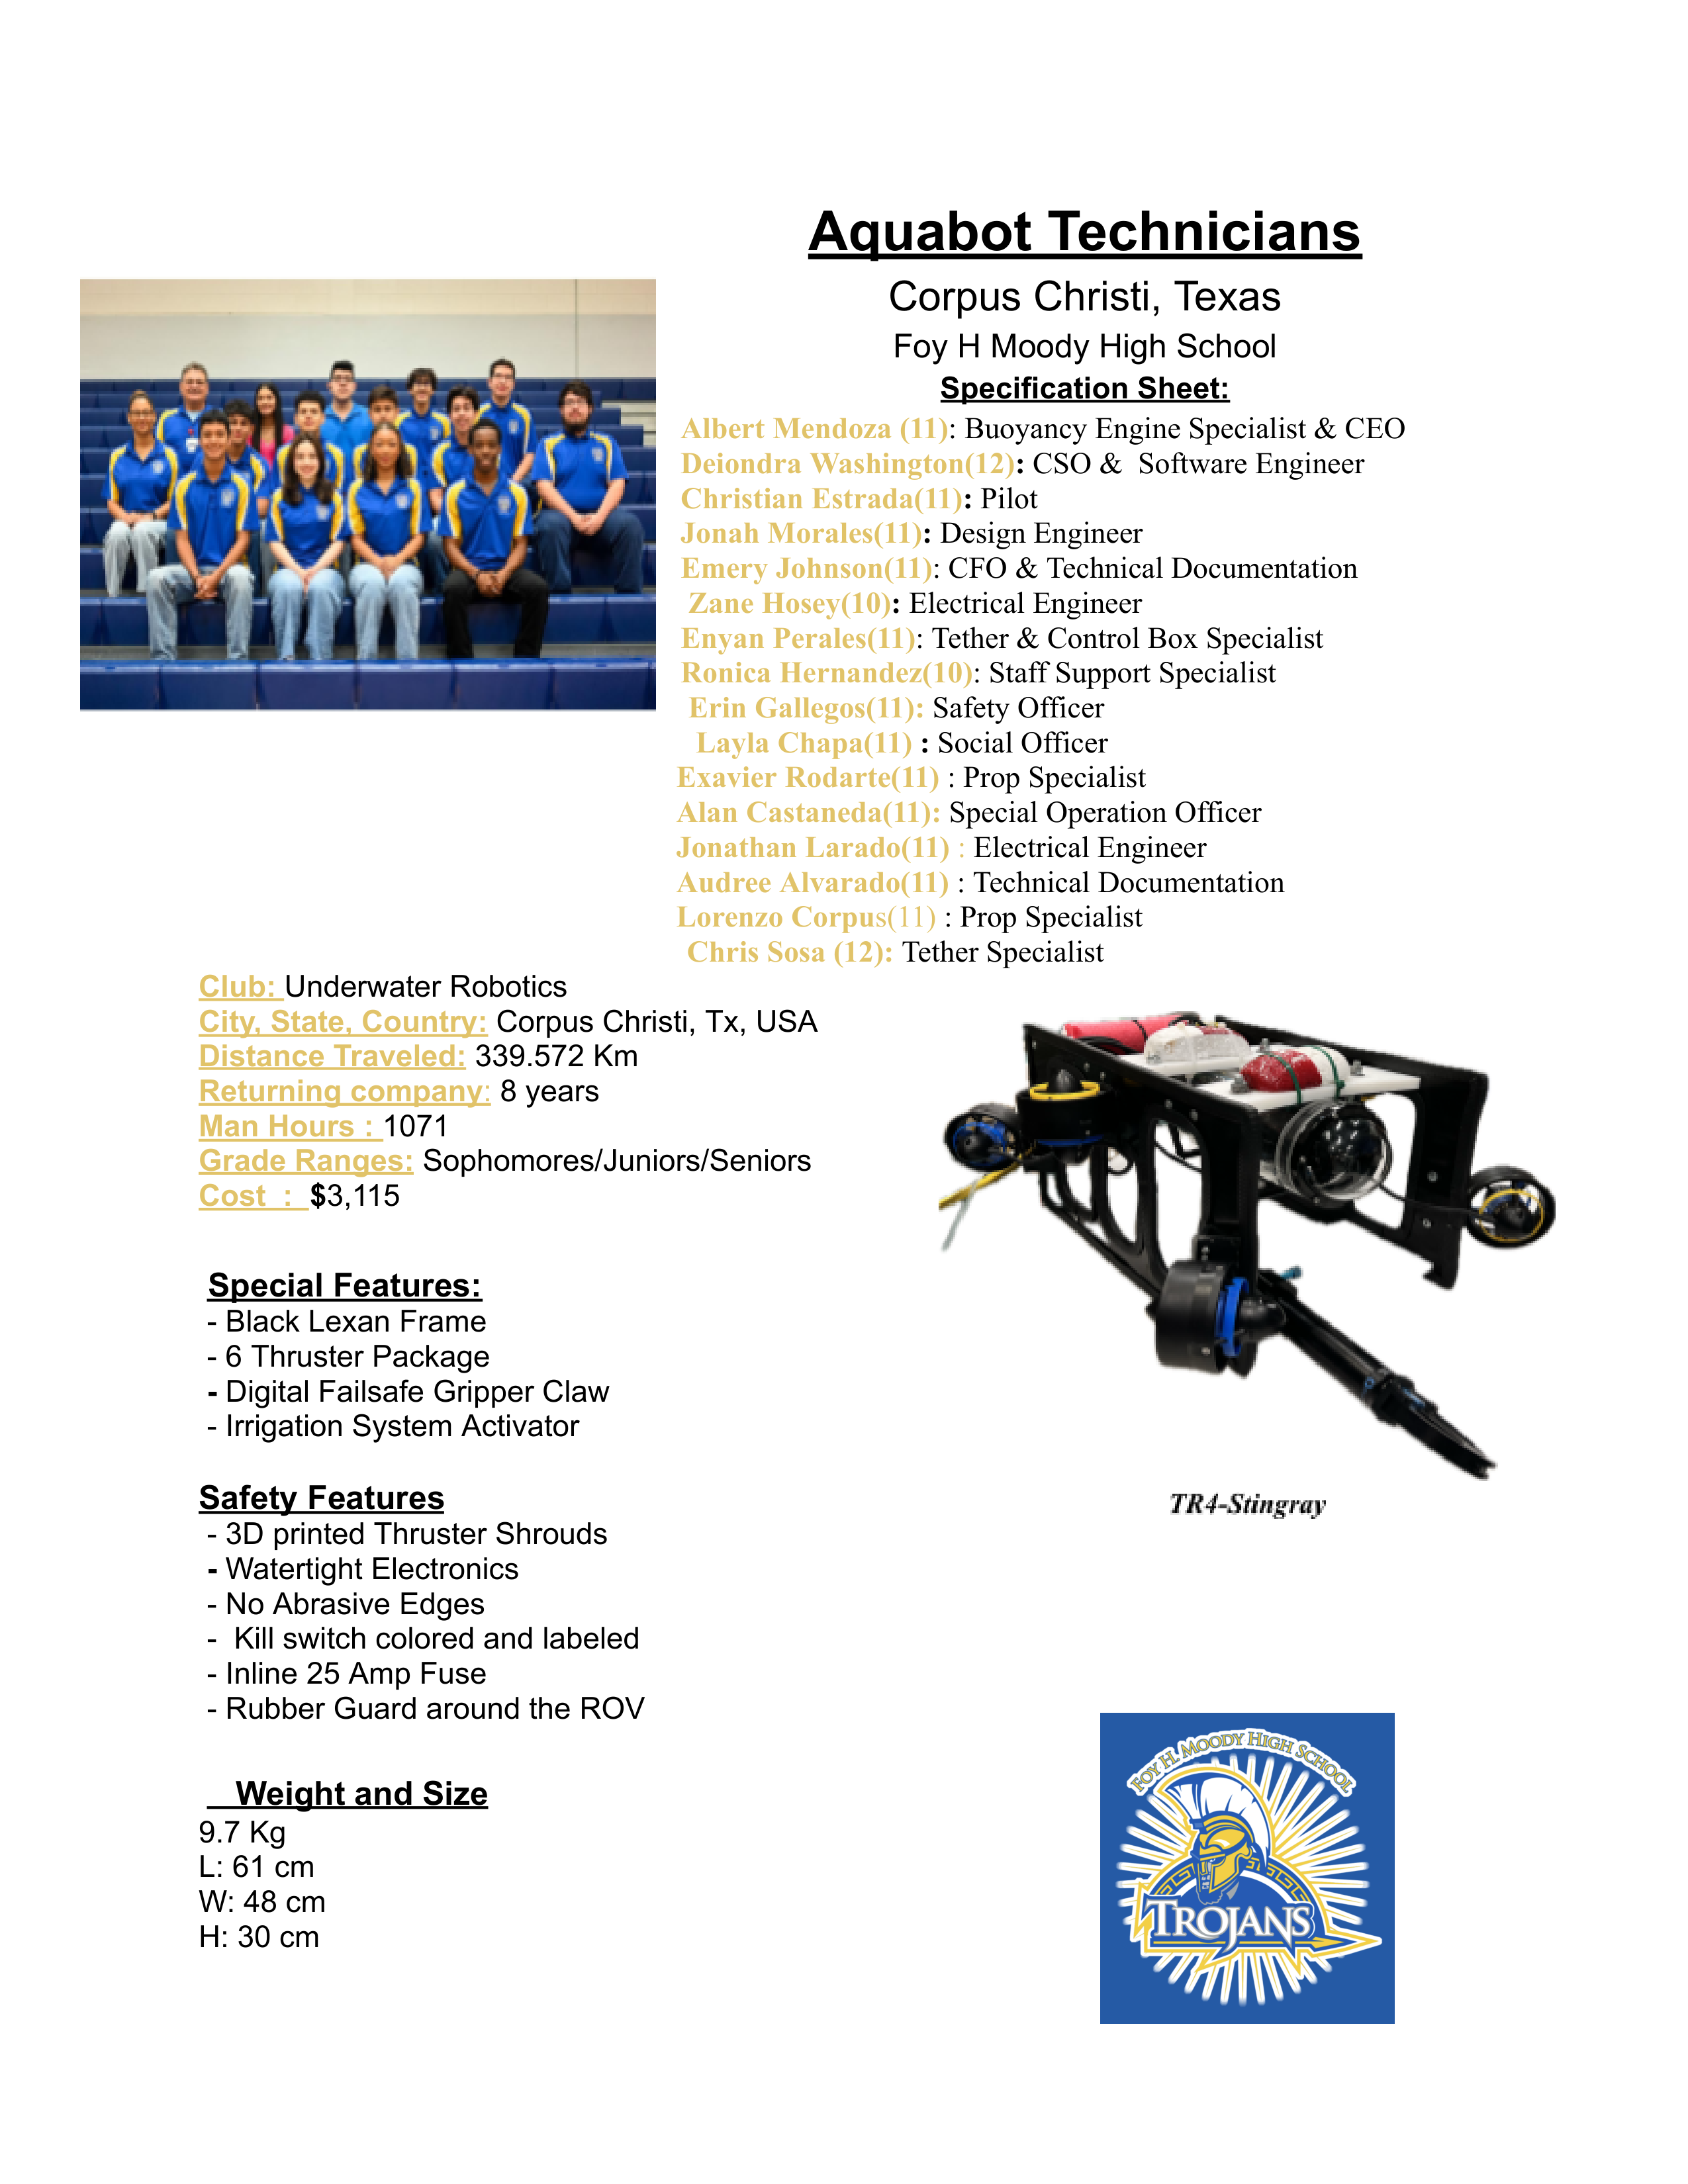 Aquabot Technicians
Corpus Christi, Texas
Foy H Moody High School
Specification Sheet:
Albert Mendoza (11): Buoyancy Engine Specialist & CEO
Deiondra Washington(12): CSO &  Software Engineer
Christian Estrada(11): Pilot
Jonah Morales(11): Design Engineer
Emery Johnson(11): CFO & Technical Documentation
Zane Hosey(10): Electrical Engineer
Enyan Perales(11): Tether & Control Box Specialist
Ronica Hernandez(10): Staff Support Specialist
Erin Gallegos(11): Safety Officer
Layla Chapa(11) : Social Officer
Exavier Rodarte(11) : Prop Specialist
Alan Castaneda(11): Special Operation Officer
Jonathan Larado(11) : Electrical Engineer
Audree Alvarado(11) : Technical Documentation
Lorenzo Corpus(11) : Prop Specialist
Chris Sosa (12): Tether Specialist
Club: Underwater Robotics
City, State, Country: Corpus Christi, Tx, USA
Distance Traveled: 339.572 Km
Returning company: 8 years
Man Hours : 1071
Grade Ranges: Sophomores/Juniors/Seniors
Cost  :  $3,115
Special Features:
- Black Lexan Frame
- 6 Thruster Package
- Digital Failsafe Gripper Claw
- Irrigation System Activator
TR4-Stingray
Safety Features
- 3D printed Thruster Shrouds
- Watertight Electronics
- No Abrasive Edges
-  Kill switch colored and labeled
- Inline 25 Amp Fuse
- Rubber Guard around the ROV
Weight and Size
9.7 Kg
L: 61 cm
W: 48 cm
H: 30 cm
FOY H. MOODY HIGH SCHOOL
TROJANS